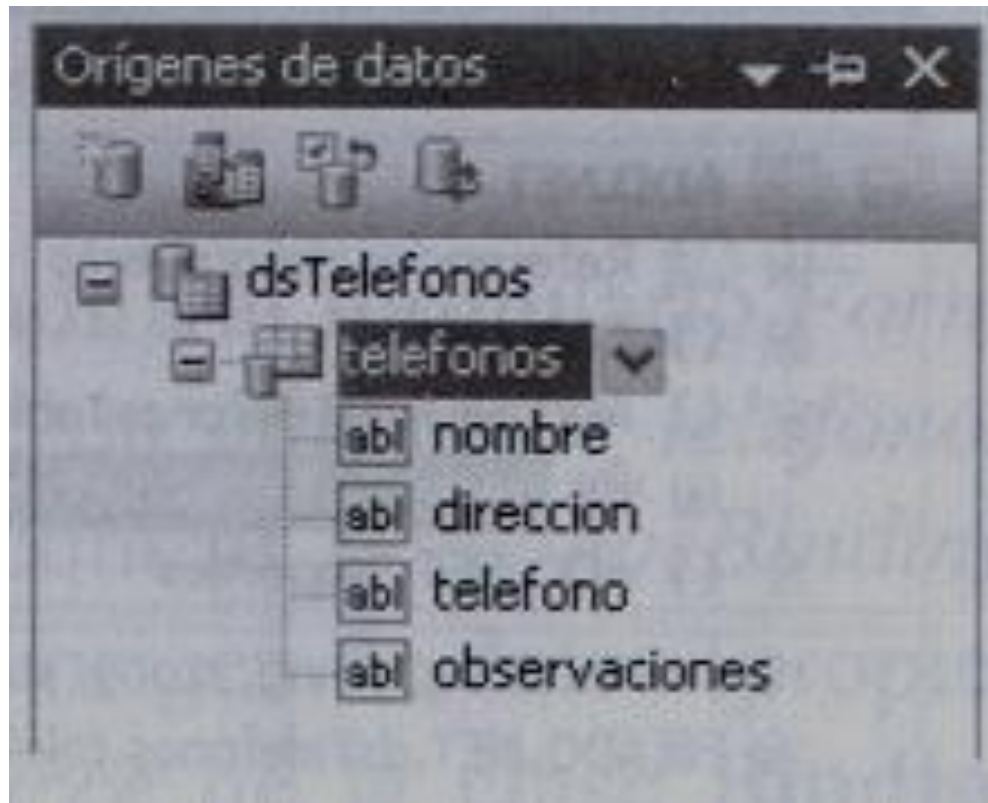 Orígenes de datos
dsTelefonos
telefonos
abl nombre
abl direccion
abl telefono
abl observaciones